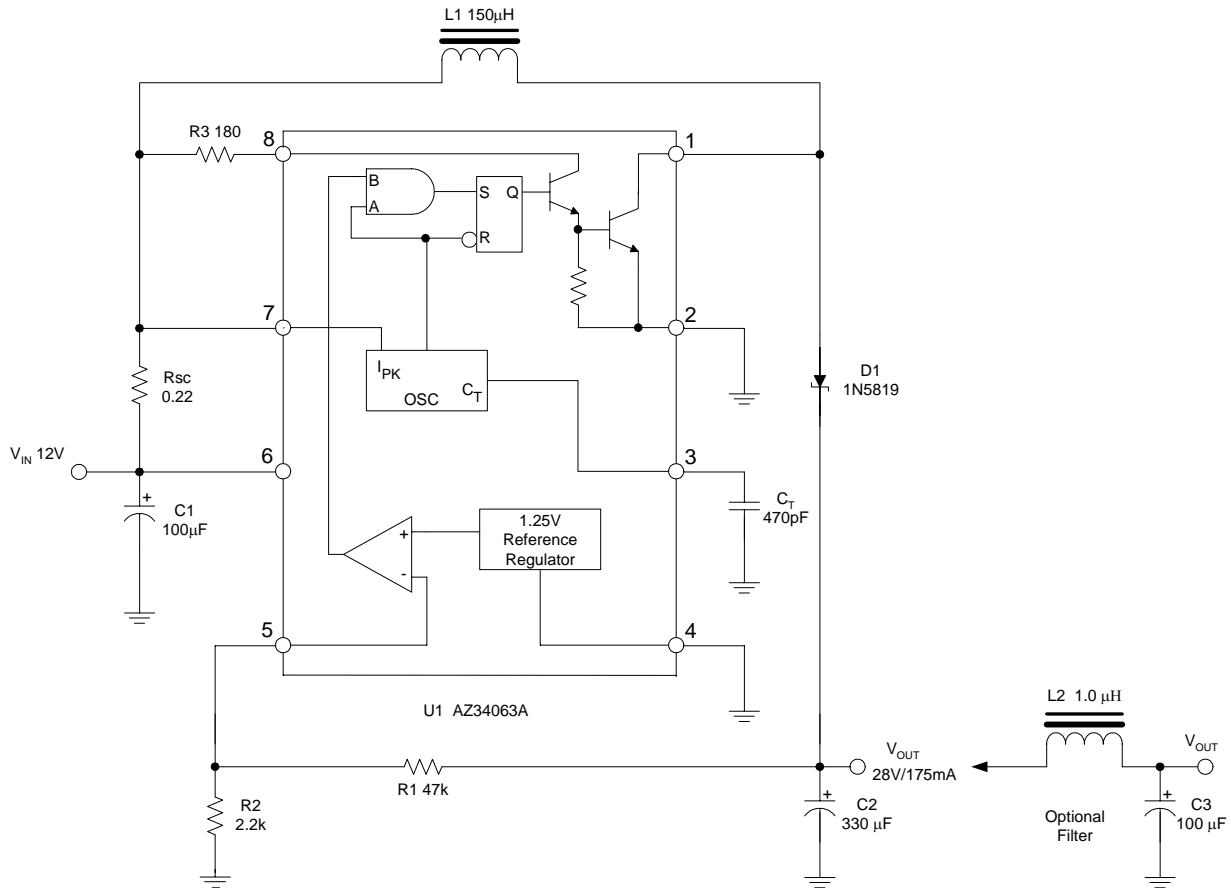 L1 150µH
R3 180
8
1
B
A
S
Q
R
7
2
Rsc
0.22
I_PK
C_T
OSC
D1
1N5819
V_IN 12V
6
3
+
C1
100µF
C_T
470pF
1.25V
Reference
Regulator
+
-
5
4
U1 AZ34063A
L2 1.0 µH
V_OUT
28V/175mA
V_OUT
R1 47k
R2
2.2k
+
C2
330 µF
Optional
Filter
+
C3
100 µF